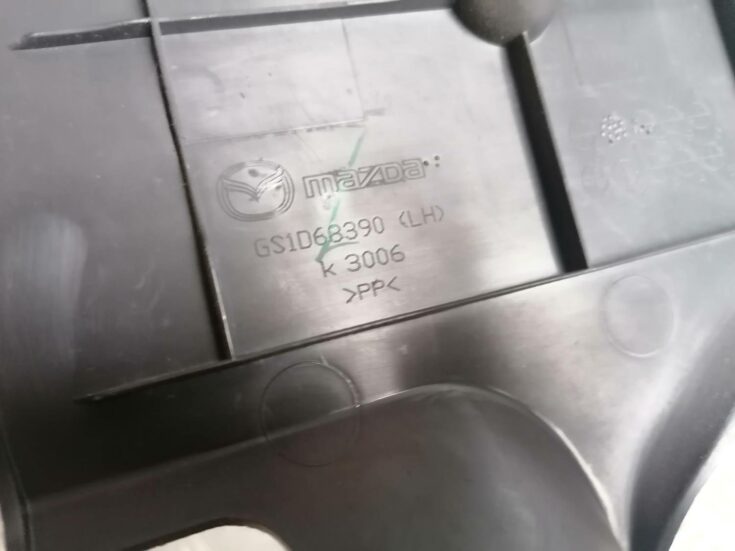 mazda
GS1D68390 (LH)
K 3006
>PP<